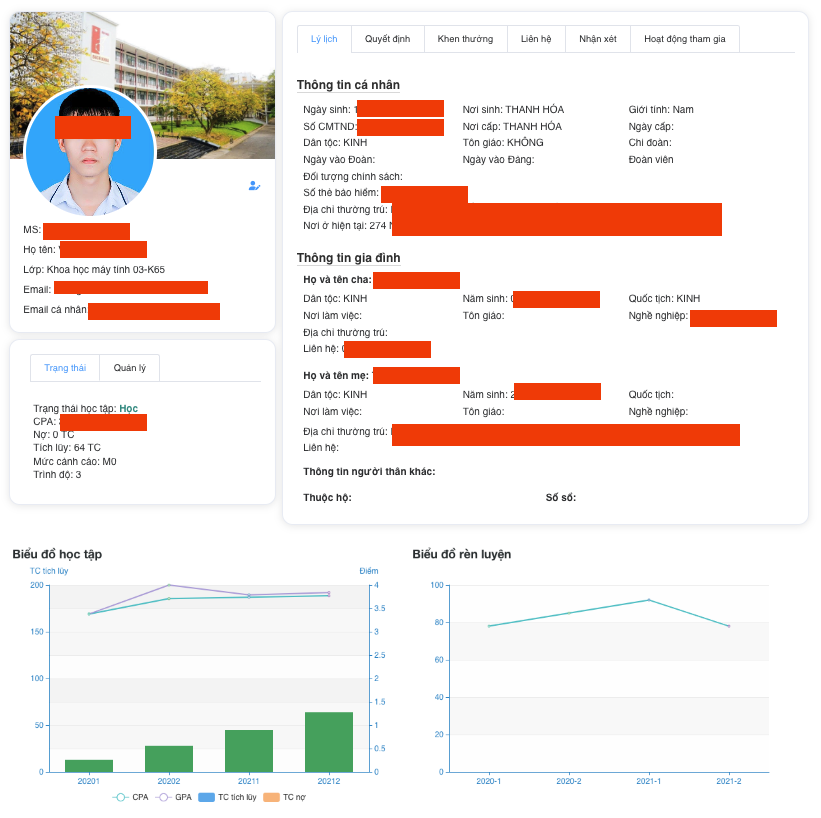 MS:
Họ tên:
Lớp: Khoa học máy tính 03-K65
Email:
Email cá nhân
Trạng thái
Quản lý
Trạng thái học tập: Học
CPA:
Nợ: 0 TC
Tích lũy: 64 TC
Mức cảnh cáo: M0
Trình độ: 3
Lý lịch
Quyết định
Khen thưởng
Liên hệ
Nhận xét
Hoạt động tham gia
Thông tin cá nhân
Ngày sinh: 1 Nơi sinh: THANH HÓA Giới tính: Nam
Số CMTND: Nơi cấp: THANH HÓA Ngày cấp:
Dân tộc: KINH Tôn giáo: KHÔNG Chi đoàn:
Ngày vào Đoàn: Ngày vào Đảng: Đoàn viên
Đối tượng chính sách:
Số thẻ bảo hiểm:
Địa chỉ thường trú:
Nơi ở hiện tại: 274
Thông tin gia đình
Họ và tên cha:
Dân tộc: KINH Năm sinh: Quốc tịch: KINH
Nơi làm việc: Tôn giáo: Nghề nghiệp:
Địa chỉ thường trú:
Liên hệ:
Họ và tên mẹ:
Dân tộc: KINH Năm sinh: 2 Quốc tịch:
Nơi làm việc: Tôn giáo: Nghề nghiệp:
Địa chỉ thường trú:
Liên hệ:
Thông tin người thân khác:
Thuộc hộ: Sổ số:
Biểu đồ học tập
TC tích lũy Điểm
200 4
3.5
150 3
2.5
100 2
1.5
50 1
0.5
0 0
20201 20202 20211 20212
CPA GPA TC tích lũy TC nợ
Biểu đồ rèn luyện
100
80
60
40
20
0
2020-1 2020-2 2021-1 2021-2